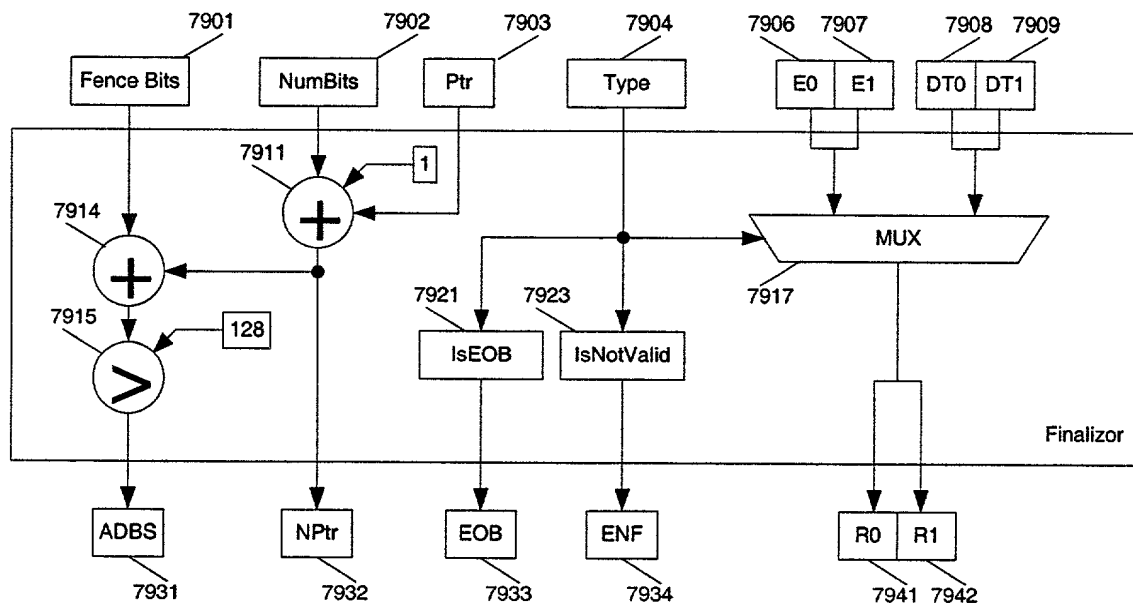 7901
7902
7903
7904
7906
7907
7908
7909
Fence Bits
NumBits
Ptr
Type
E0
E1
DT0
DT1
7911
1
+
7914
+
MUX
7917
7915
128
>
7921
7923
IsEOB
IsNotValid
Finalizor
ADBS
NPtr
EOB
ENF
R0
R1
7931
7932
7933
7934
7941
7942